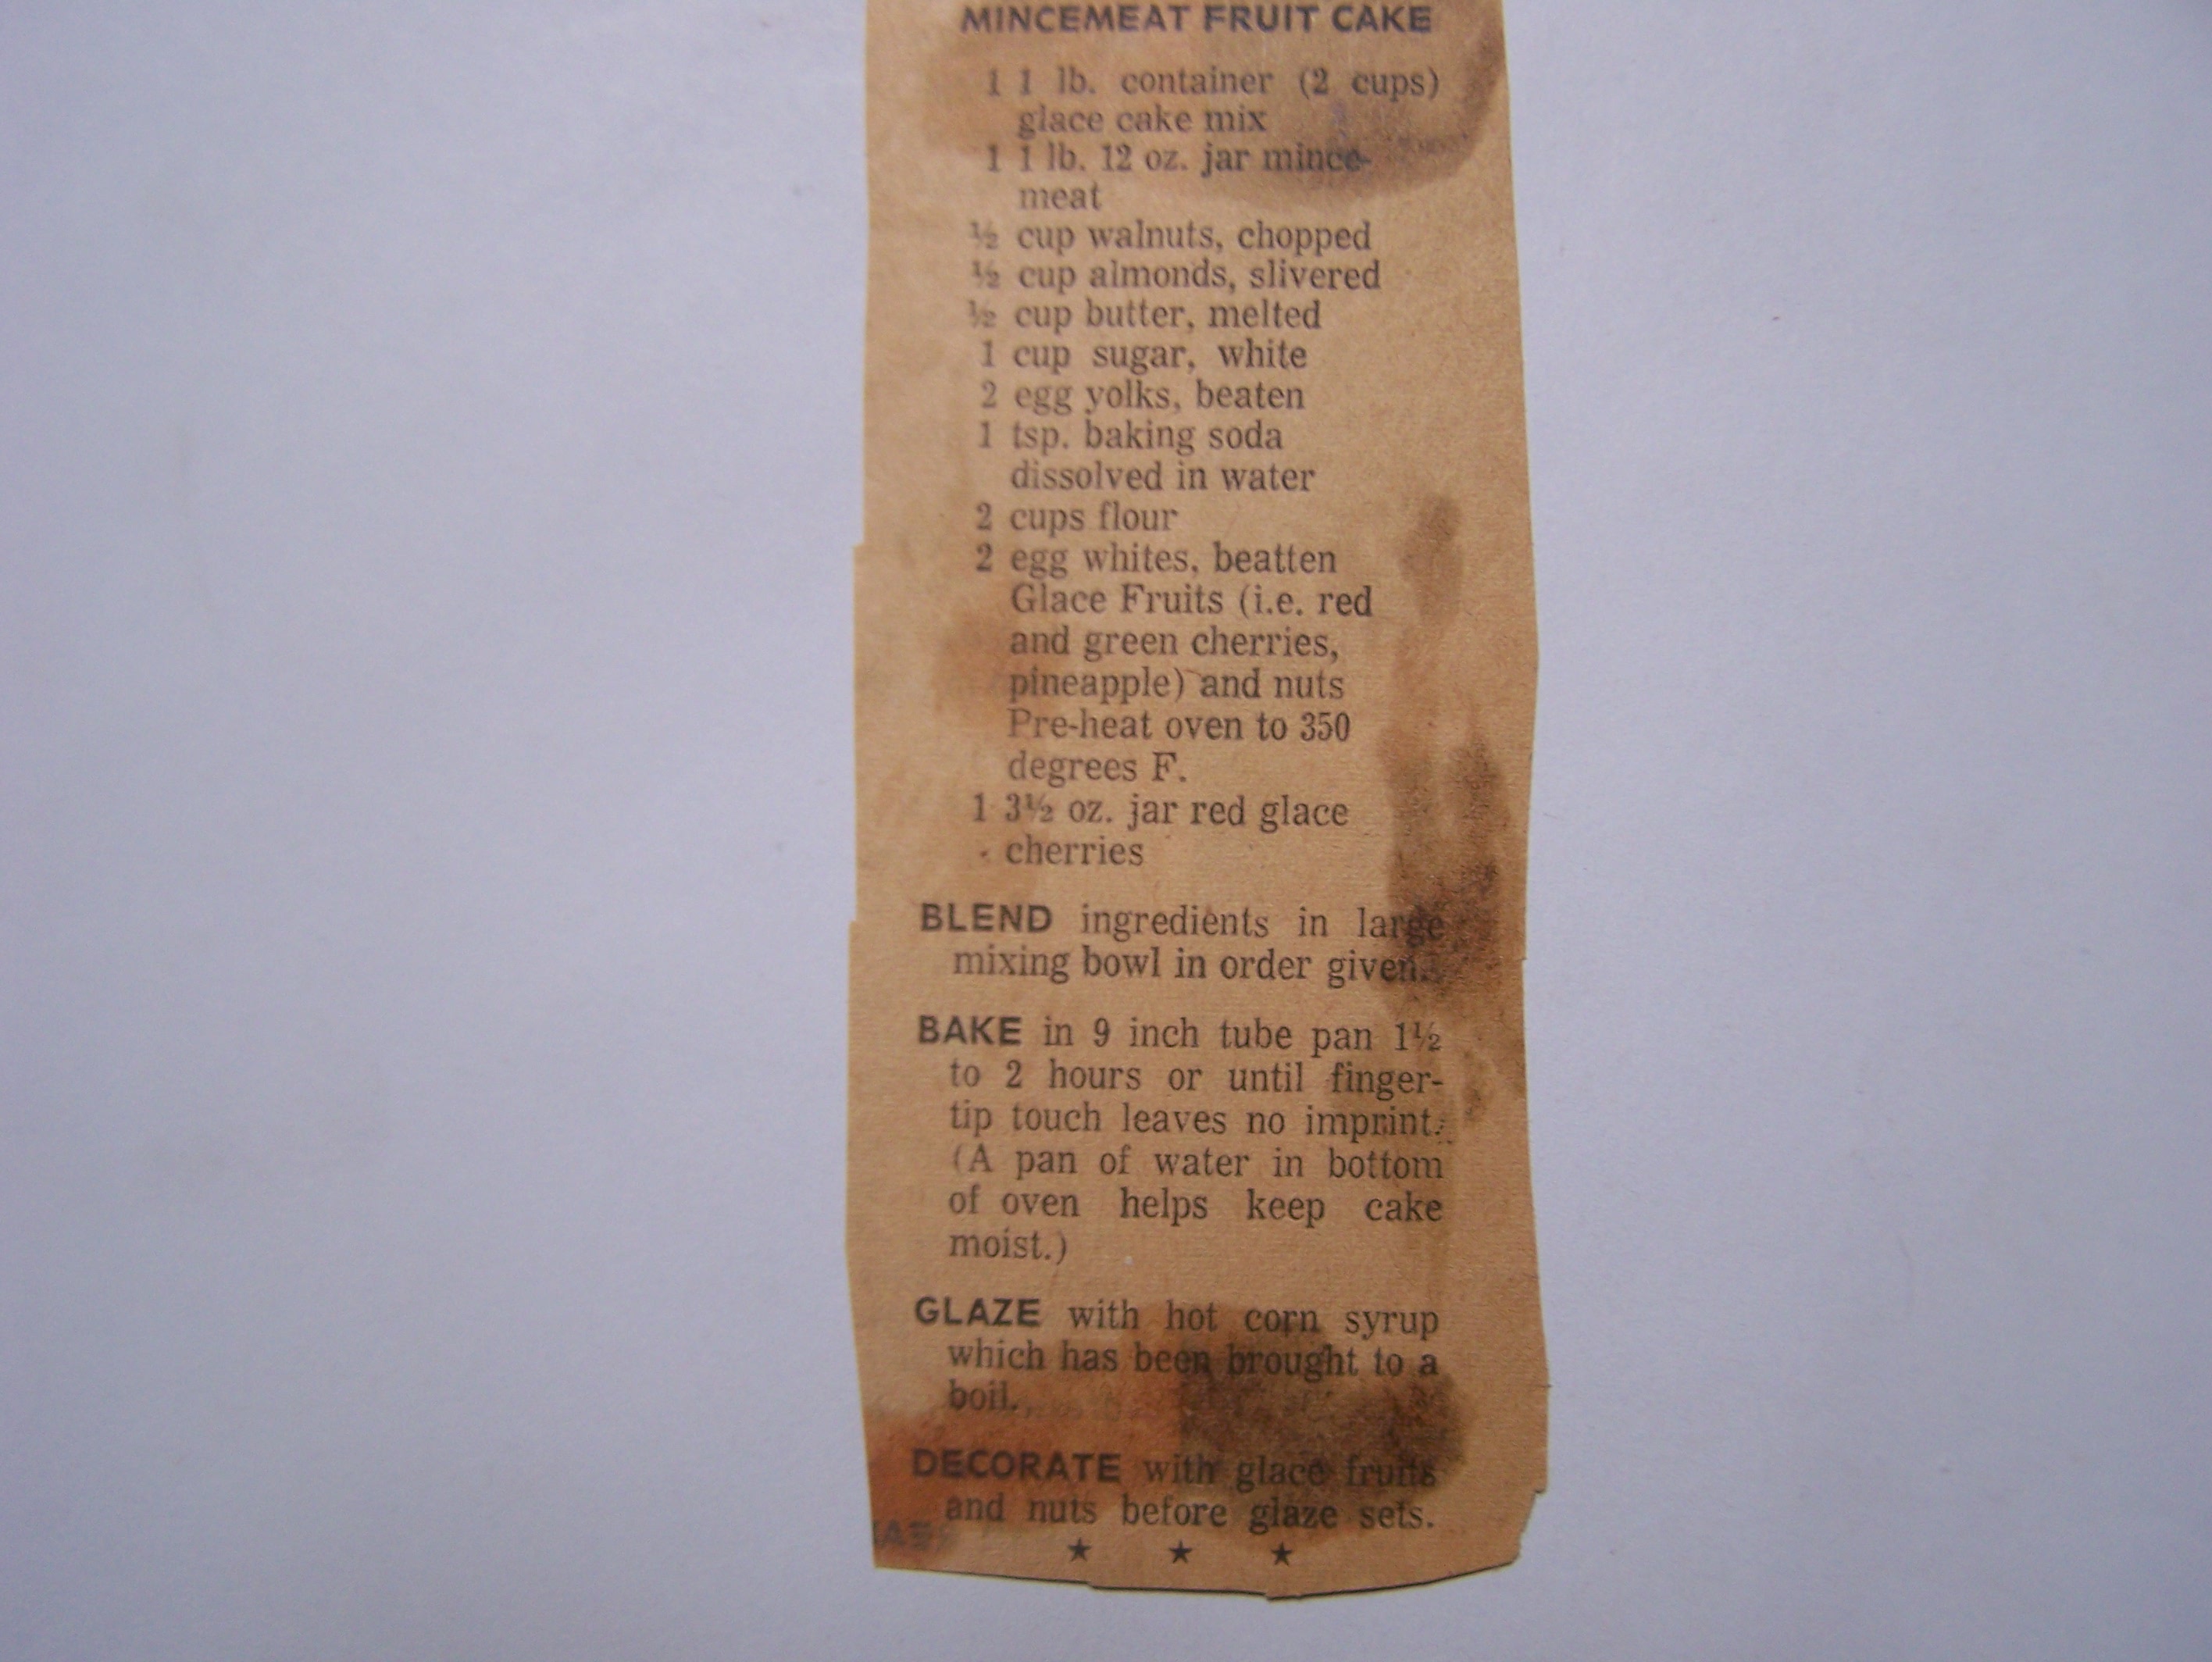 MINCEMEAT FRUIT CAKE
1 1 lb. container (2 cups)
glace cake mix
1 1 lb. 12 oz. jar mince-
meat
½ cup walnuts, chopped
½ cup almonds, slivered
½ cup butter, melted
1 cup sugar, white
2 egg yolks, beaten
1 tsp. baking soda
dissolved in water
2 cups flour
2 egg whites, beatten
Glace Fruits (i.e. red
and green cherries,
pineapple) and nuts
Pre-heat oven to 350
degrees F.
1 3½ oz. jar red glace
cherries
BLEND ingredients in large
mixing bowl in order given.
BAKE in 9 inch tube pan 1½
to 2 hours or until finger-
tip touch leaves no imprint.
(A pan of water in bottom
of oven helps keep cake
moist.)
GLAZE with hot corn syrup
which has been brought to a
boil.
DECORATE with glace fruits
and nuts before glaze sets.
★ ★ ★